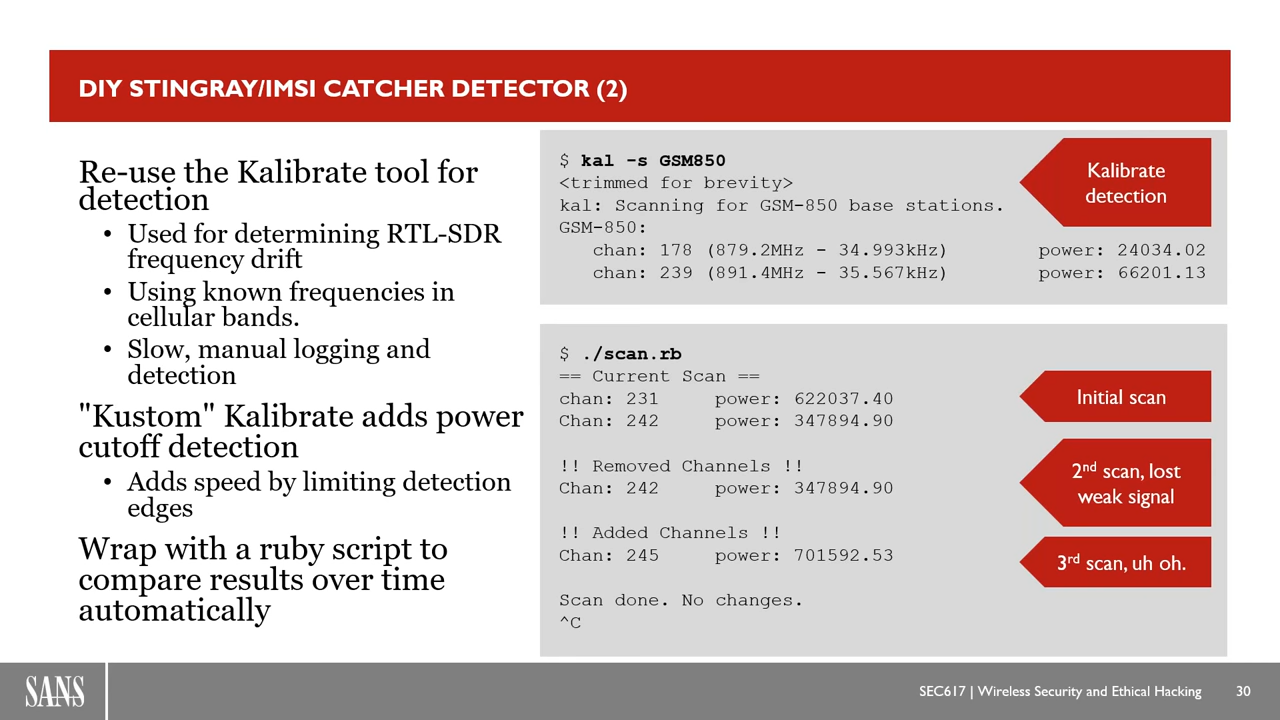 DIY STINGRAY/IMSI CATCHER DETECTOR (2)
Re-use the Kalibrate tool for
detection
• Used for determining RTL-SDR
frequency drift
• Using known frequencies in
cellular bands.
• Slow, manual logging and
detection
"Kustom" Kalibrate adds power
cutoff detection
• Adds speed by limiting detection
edges
Wrap with a ruby script to
compare results over time
automatically
$ kal -s GSM850
<trimmed for brevity>
kal: Scanning for GSM-850 base stations.
GSM-850:
chan: 178 (879.2MHz - 34.993kHz) power: 24034.02
chan: 239 (891.4MHz - 35.567kHz) power: 66201.13
Kalibrate
detection
$ ./scan.rb
== Current Scan ==
chan: 231 power: 622037.40
Chan: 242 power: 347894.90
Initial scan
!! Removed Channels !!
Chan: 242 power: 347894.90
2nd scan, lost
weak signal
!! Added Channels !!
Chan: 245 power: 701592.53
3rd scan, uh oh.
Scan done. No changes.
^C
SANS
SEC617 | Wireless Security and Ethical Hacking 30